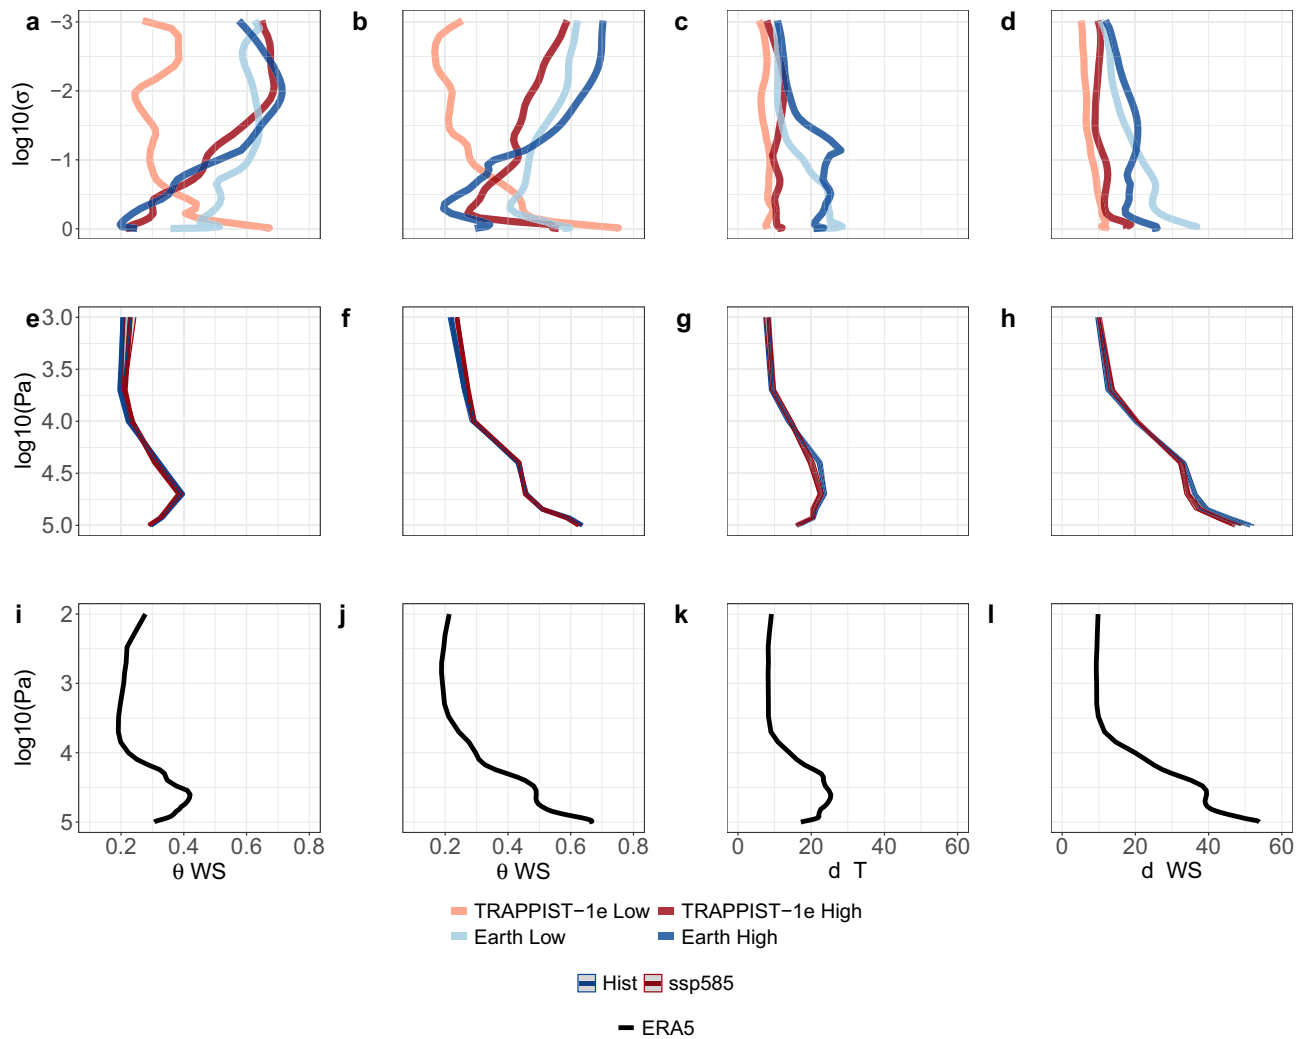 a b c d
−3
−2
−1
0
log10(σ)
e f g h
3.0
3.5
4.0
4.5
5.0
log10(Pa)
i j k l
2
3
4
5
log10(Pa)
0.2 0.4 0.6 0.8 0.2 0.4 0.6 0.8 0 20 40 60 0 20 40 60
θ WS θ WS d T d WS
TRAPPIST−1e Low TRAPPIST−1e High
Earth Low Earth High
Hist ssp585
ERA5